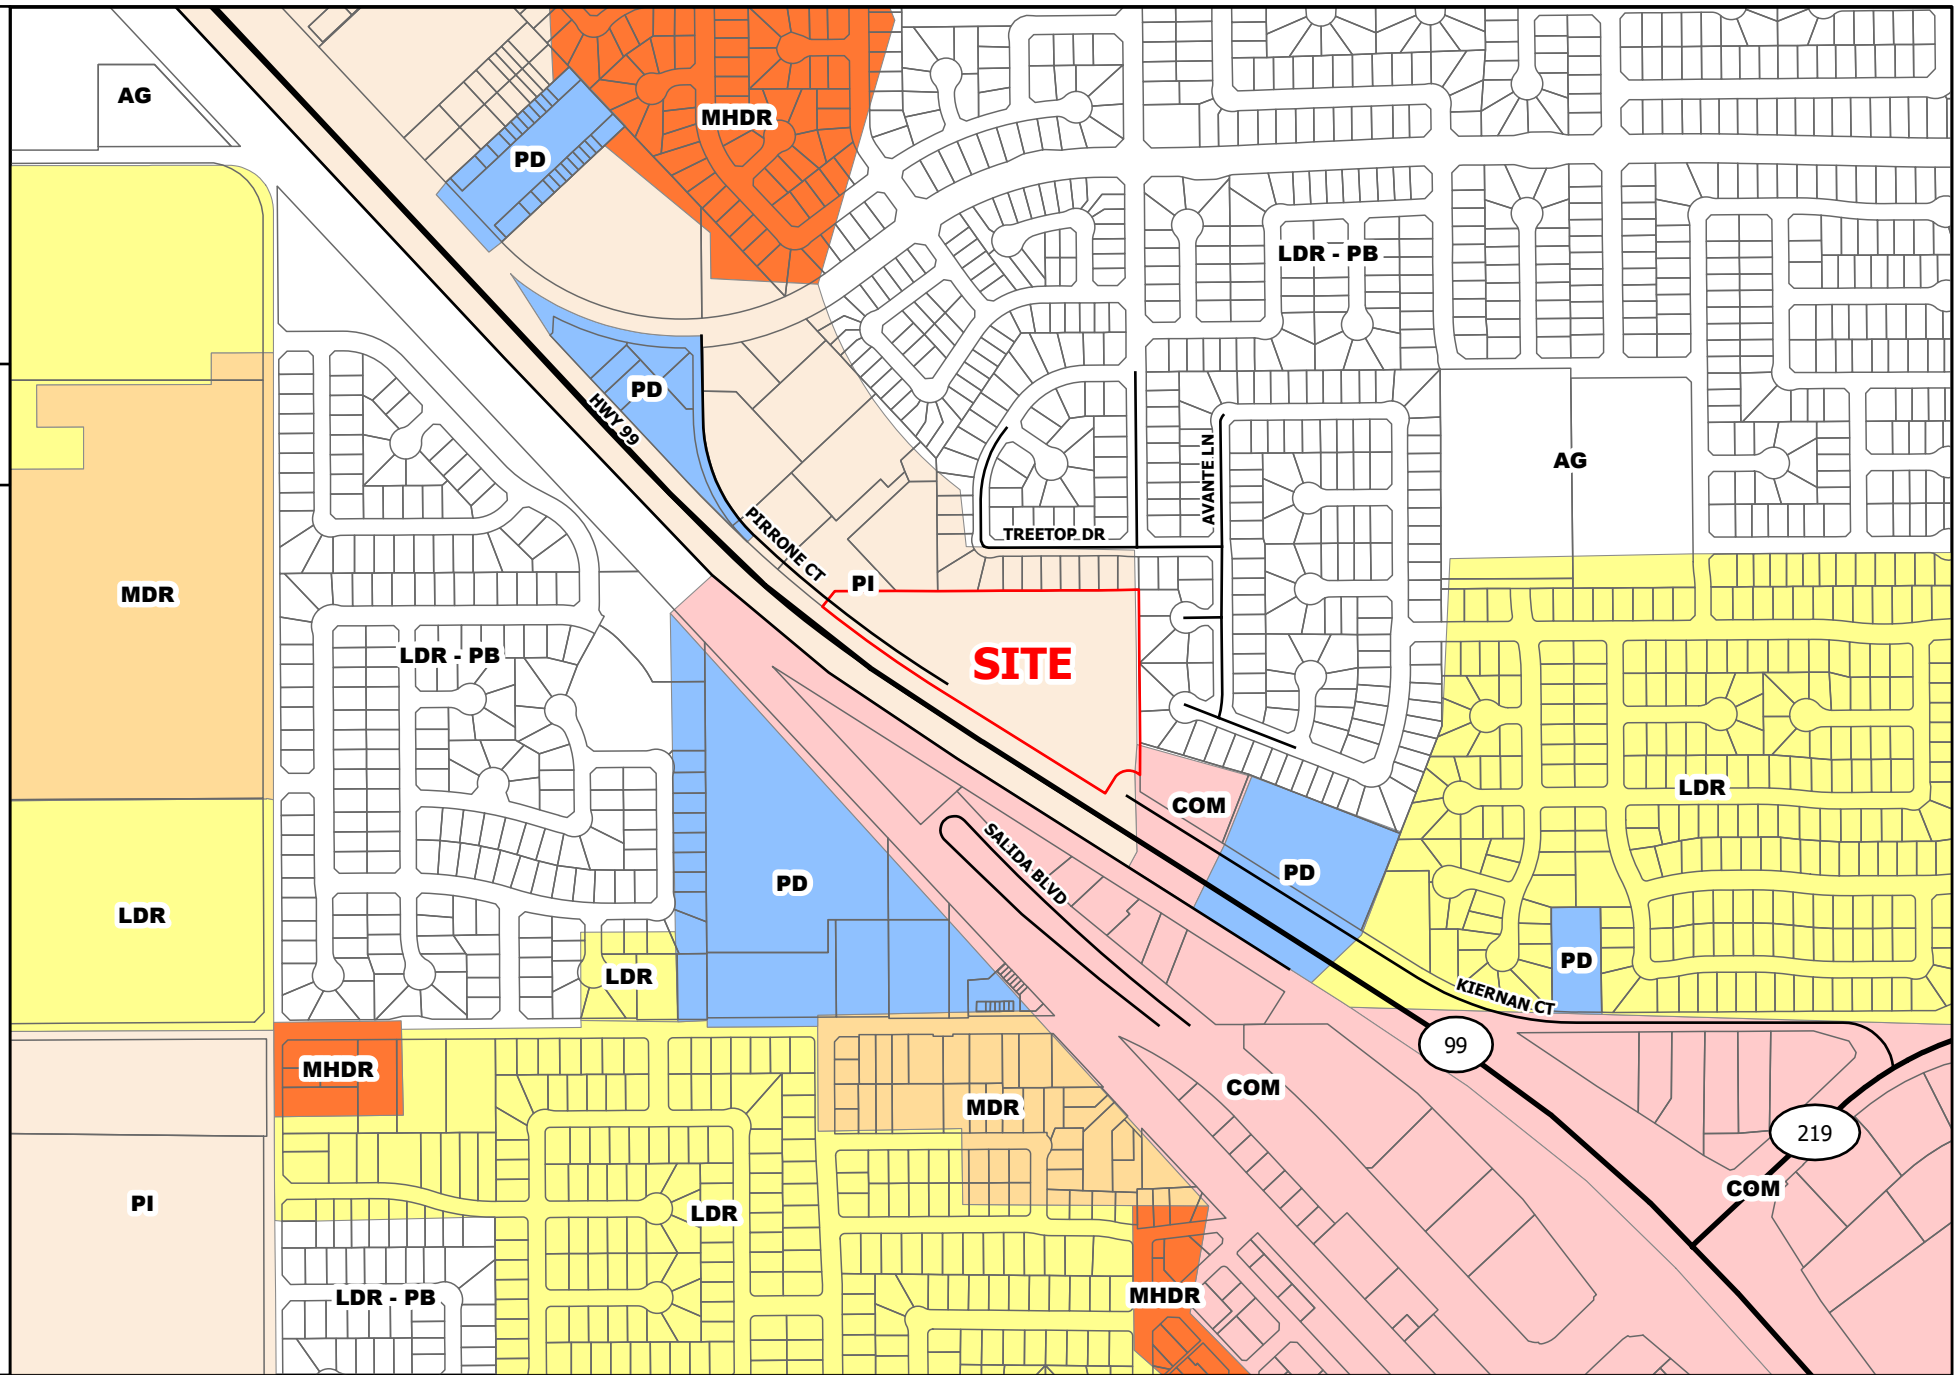 AG
MHDR
PD
LDR - PB
PD
HWY 99
AVANTE LN
AG
TREETOP DR
PIRRONE CT
PI
MDR
LDR - PB
SITE
LDR
COM
SALIDA BLVD
PD
PD
LDR
PD
LDR
KIERNAN CT
99
MHDR
COM
MDR
219
COM
PI
LDR
MHDR
LDR - PB